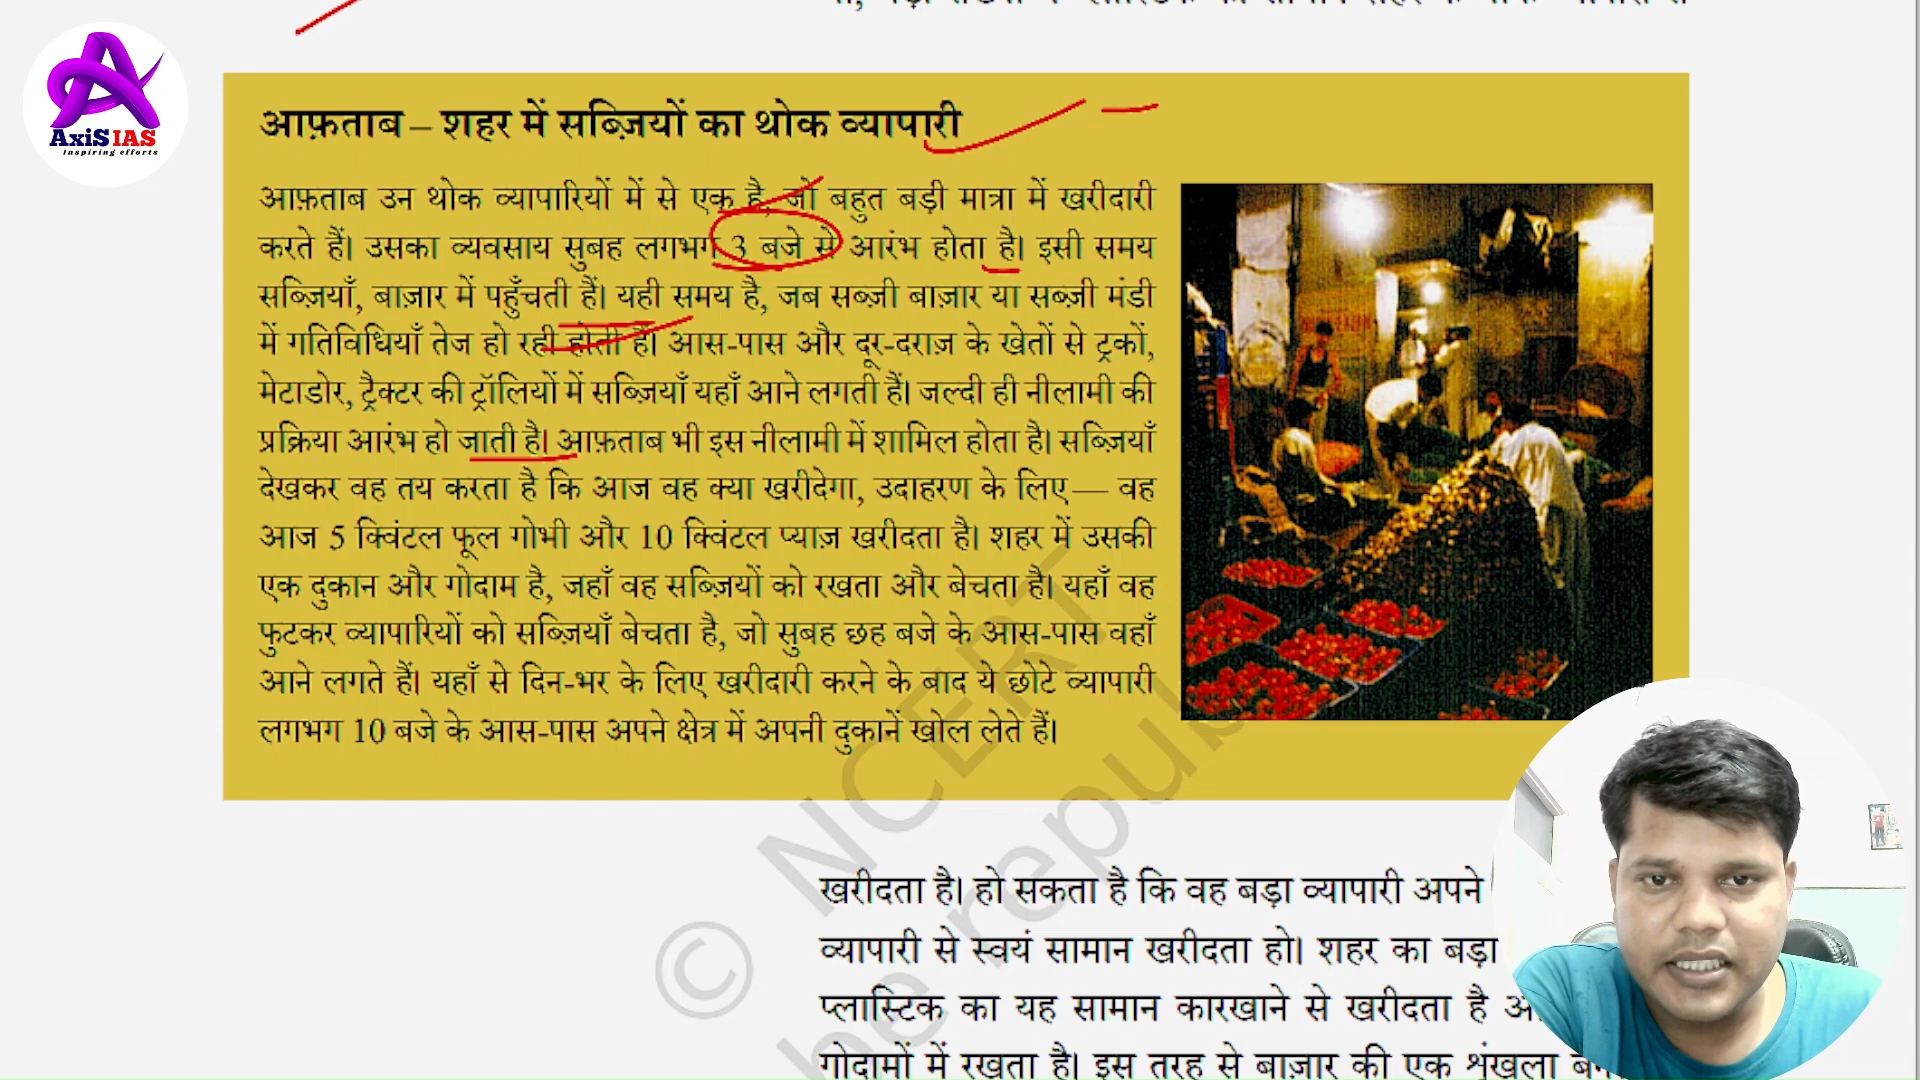 AxiS IAS
Inspiring efforts
आफ़ताब – शहर में सब्ज़ियों का थोक व्यापारी
आफ़ताब उन थोक व्यापारियों में से एक है, जो बहुत बड़ी मात्रा में खरीदारी
करते हैं। उसका व्यवसाय सुबह लगभग 3 बजे से आरंभ होता है। इसी समय
सब्ज़ियाँ, बाज़ार में पहुँचती हैं। यही समय है, जब सब्ज़ी बाज़ार या सब्ज़ी मंडी
में गतिविधियाँ तेज हो रही होती हैं। आस-पास और दूर-दराज़ के खेतों से ट्रकों,
मेटाडोर, ट्रैक्टर की ट्रॉलियों में सब्ज़ियाँ यहाँ आने लगती हैं। जल्दी ही नीलामी की
प्रक्रिया आरंभ हो जाती है। आफ़ताब भी इस नीलामी में शामिल होता है। सब्ज़ियाँ
देखकर वह तय करता है कि आज वह क्या खरीदेगा, उदाहरण के लिए— वह
आज 5 क्विंटल फूल गोभी और 10 क्विंटल प्याज़ खरीदता है। शहर में उसकी
एक दुकान और गोदाम है, जहाँ वह सब्ज़ियों को रखता और बेचता है। यहाँ वह
फुटकर व्यापारियों को सब्ज़ियाँ बेचता है, जो सुबह छह बजे के आस-पास वहाँ
आने लगते हैं। यहाँ से दिन-भर के लिए खरीदारी करने के बाद ये छोटे व्यापारी
लगभग 10 बजे के आस-पास अपने क्षेत्र में अपनी दुकानें खोल लेते हैं।
© NCERT
he republ
खरीदता है। हो सकता है कि वह बड़ा व्यापारी अपने
व्यापारी से स्वयं सामान खरीदता हो। शहर का बड़ा
प्लास्टिक का यह सामान कारखाने से खरीदता है
गोदामों में रखता है। इस तरह से बाज़ार की एक शृंखला